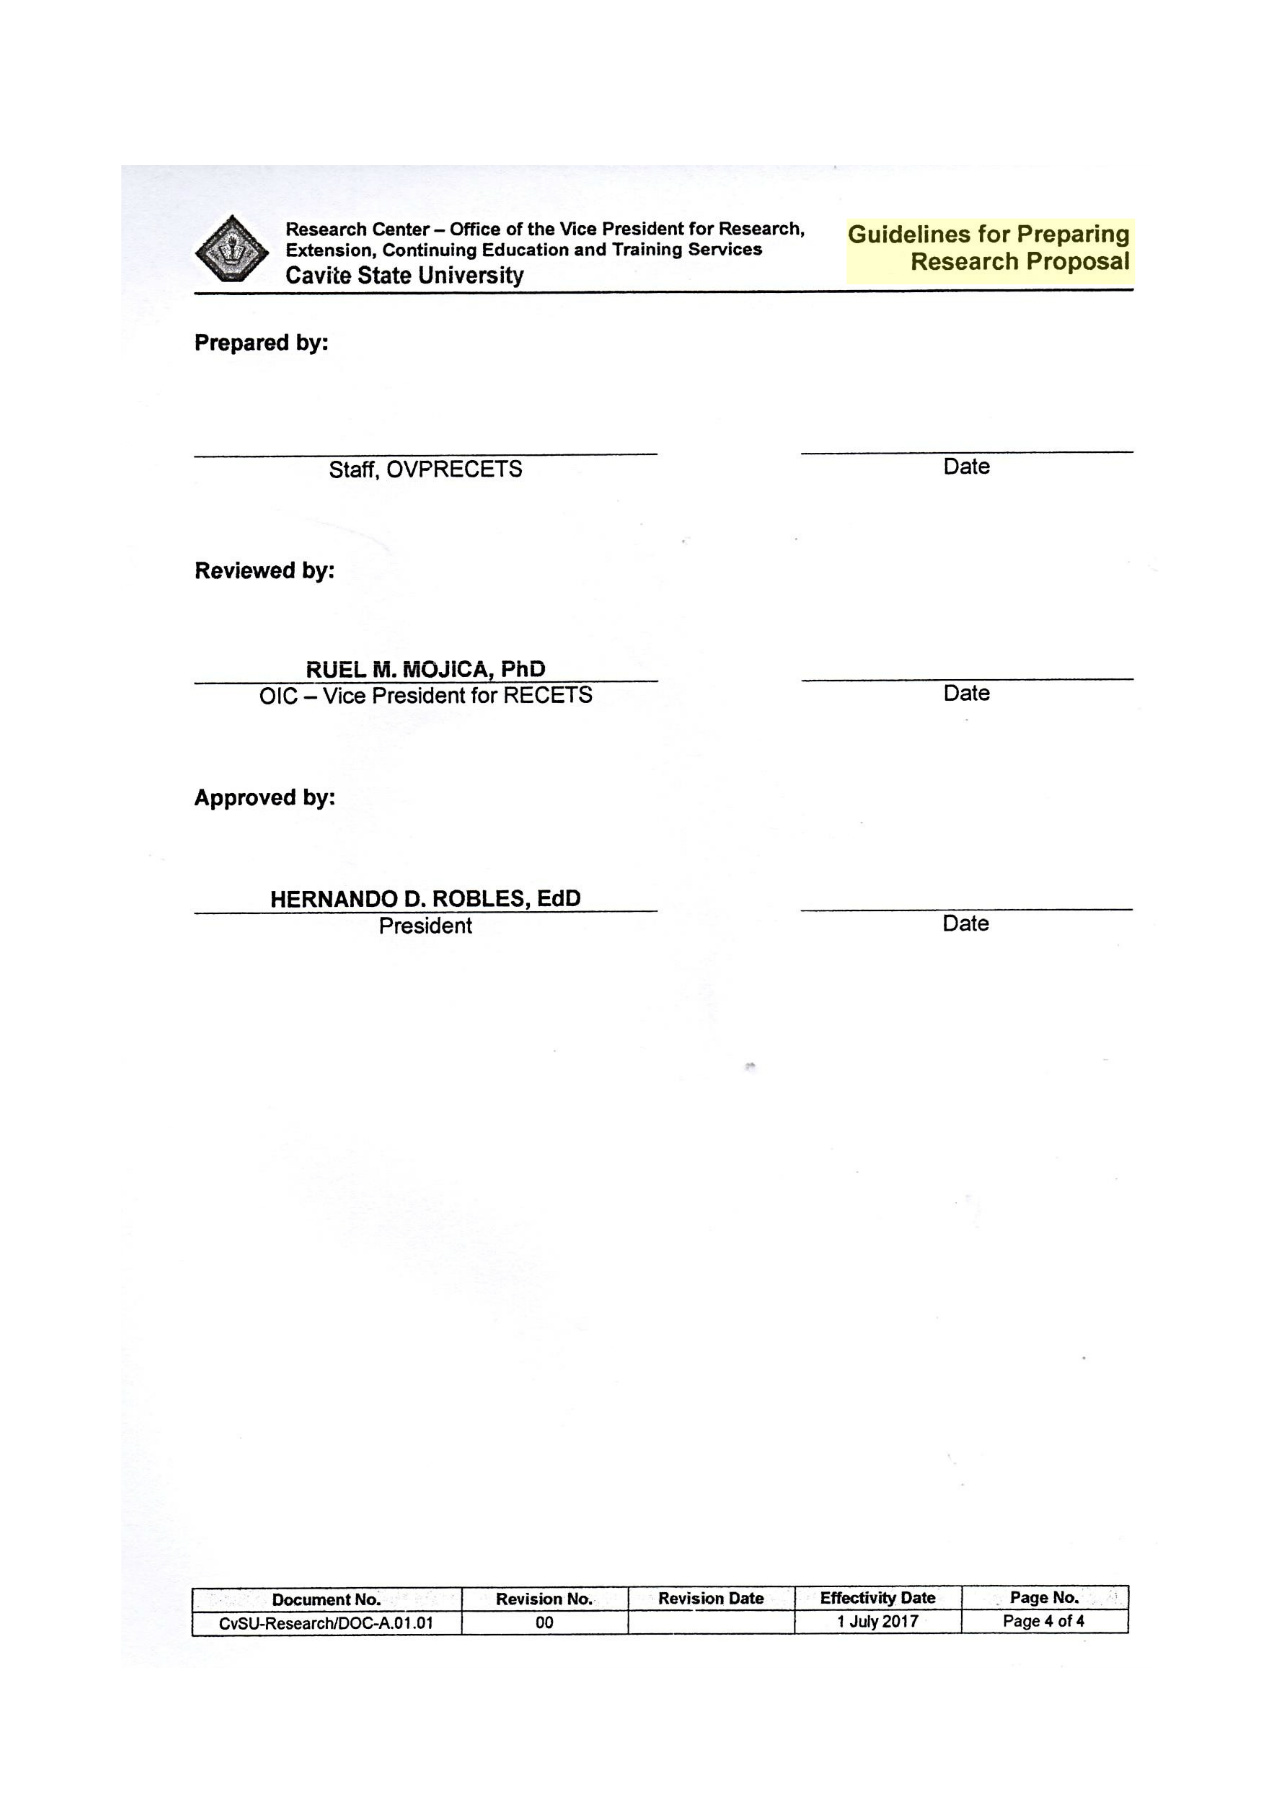 Research Center – Office of the Vice President for Research,
Extension, Continuing Education and Training Services
Cavite State University
Guidelines for Preparing
Research Proposal
Prepared by:
Staff, OVPRECETS
Date
Reviewed by:
RUEL M. MOJICA, PhD
OIC – Vice President for RECETS
Date
Approved by:
HERNANDO D. ROBLES, EdD
President
Date
Document No. Revision No. Revision Date Effectivity Date Page No.
CvSU-Research/DOC-A.01.01 00 1 July 2017 Page 4 of 4